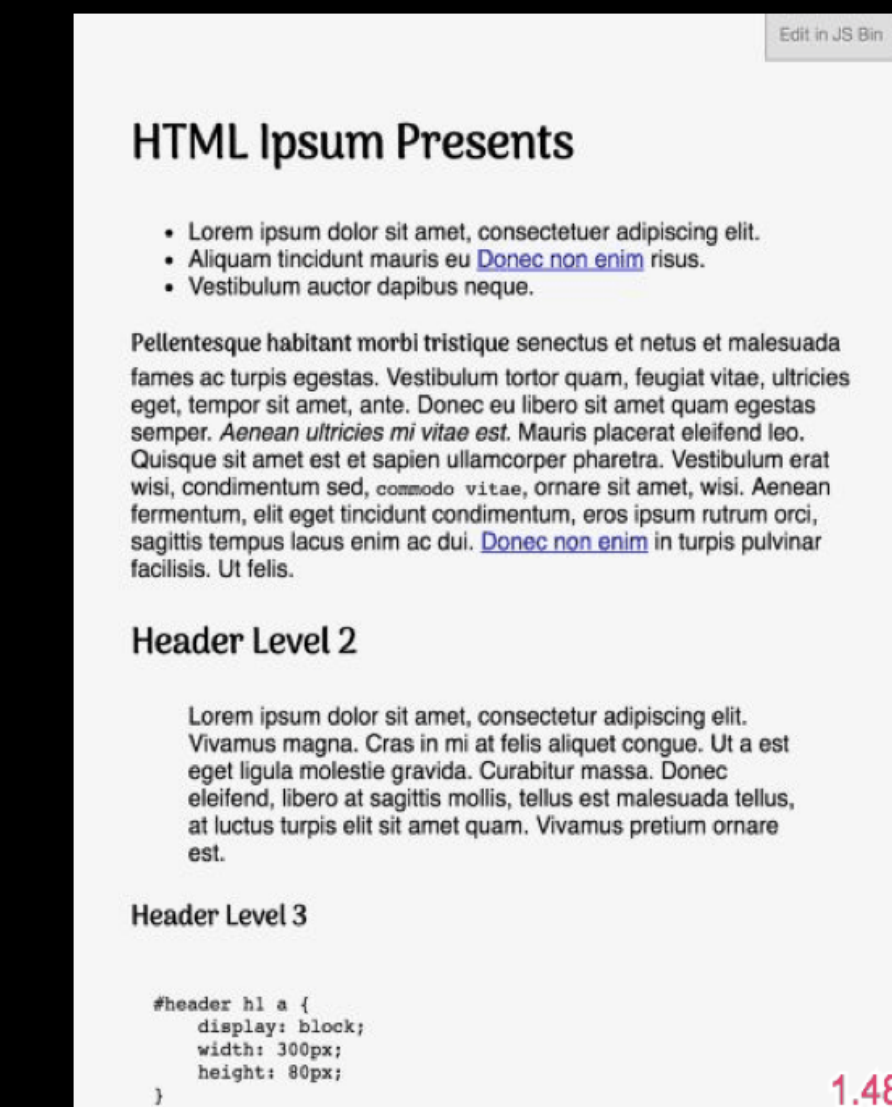 Edit in JS Bin
HTML Ipsum Presents
• Lorem ipsum dolor sit amet, consectetuer adipiscing elit.
• Aliquam tincidunt mauris eu Donec non enim risus.
• Vestibulum auctor dapibus neque.
Pellentesque habitant morbi tristique senectus et netus et malesuada
fames ac turpis egestas. Vestibulum tortor quam, feugiat vitae, ultricies
eget, tempor sit amet, ante. Donec eu libero sit amet quam egestas
semper. Aenean ultricies mi vitae est. Mauris placerat eleifend leo.
Quisque sit amet est et sapien ullamcorper pharetra. Vestibulum erat
wisi, condimentum sed, commodo vitae, ornare sit amet, wisi. Aenean
fermentum, elit eget tincidunt condimentum, eros ipsum rutrum orci,
sagittis tempus lacus enim ac dui. Donec non enim in turpis pulvinar
facilisis. Ut felis.
Header Level 2
Lorem ipsum dolor sit amet, consectetur adipiscing elit.
Vivamus magna. Cras in mi at felis aliquet congue. Ut a est
eget ligula molestie gravida. Curabitur massa. Donec
eleifend, libero at sagittis mollis, tellus est malesuada tellus,
at luctus turpis elit sit amet quam. Vivamus pretium ornare
est.
Header Level 3
#header h1 a {
    display: block;
    width: 300px;
    height: 80px;
}
1.48